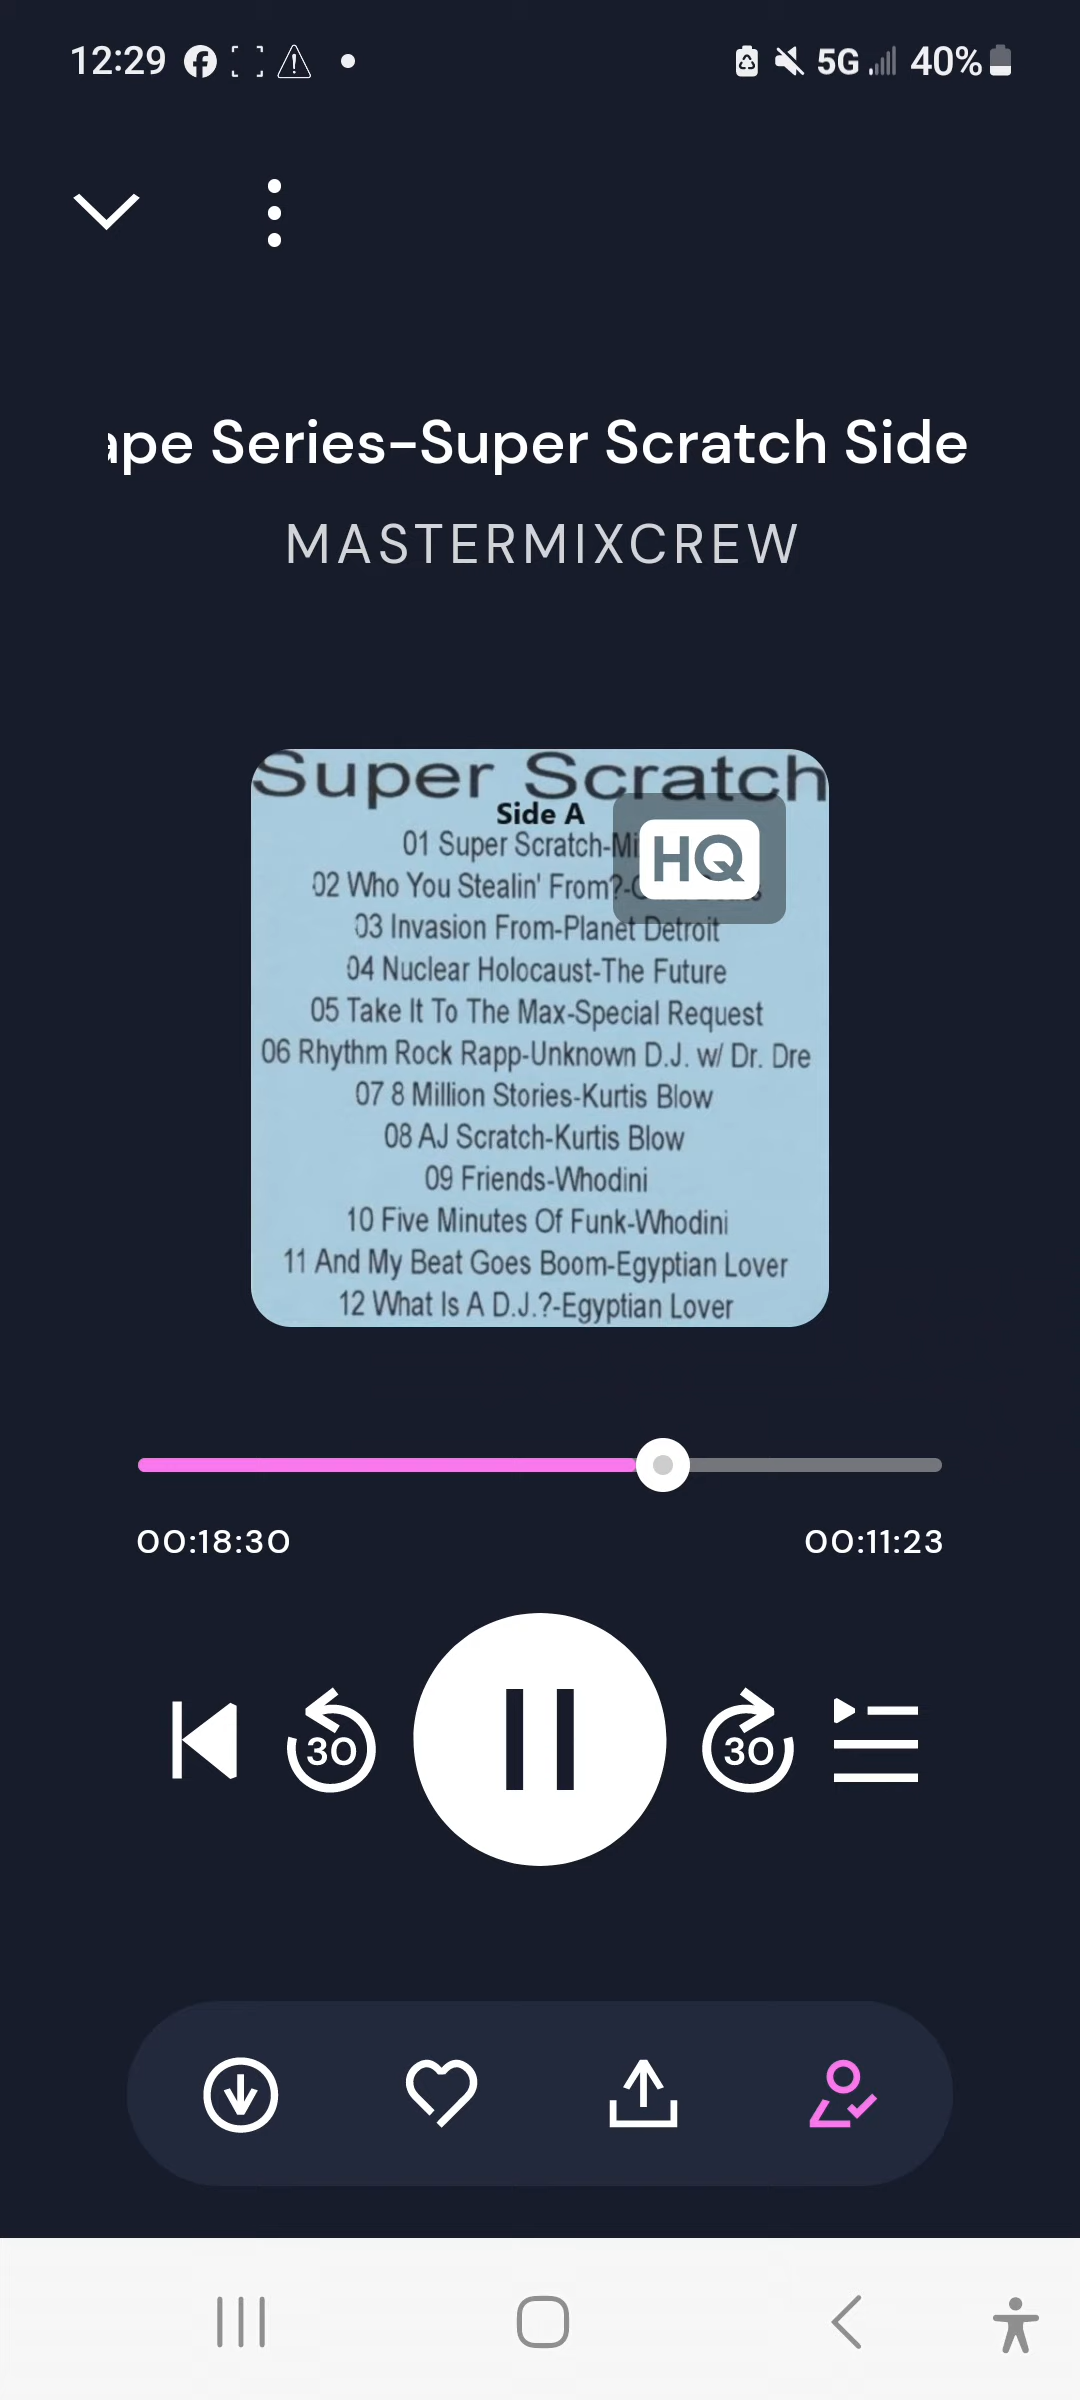 12:29 5G 40%
ape Series-Super Scratch Side
MASTERMIXCREW
Super Scratch
Side A
HQ
01 Super Scratch-Mi
02 Who You Stealin' From?-
03 Invasion From-Planet Detroit
04 Nuclear Holocaust-The Future
05 Take It To The Max-Special Request
06 Rhythm Rock Rapp-Unknown D.J. w/ Dr. Dre
07 8 Million Stories-Kurtis Blow
08 AJ Scratch-Kurtis Blow
09 Friends-Whodini
10 Five Minutes Of Funk-Whodini
11 And My Beat Goes Boom-Egyptian Lover
12 What Is A D.J.?-Egyptian Lover
00:18:30 00:11:23
30 30